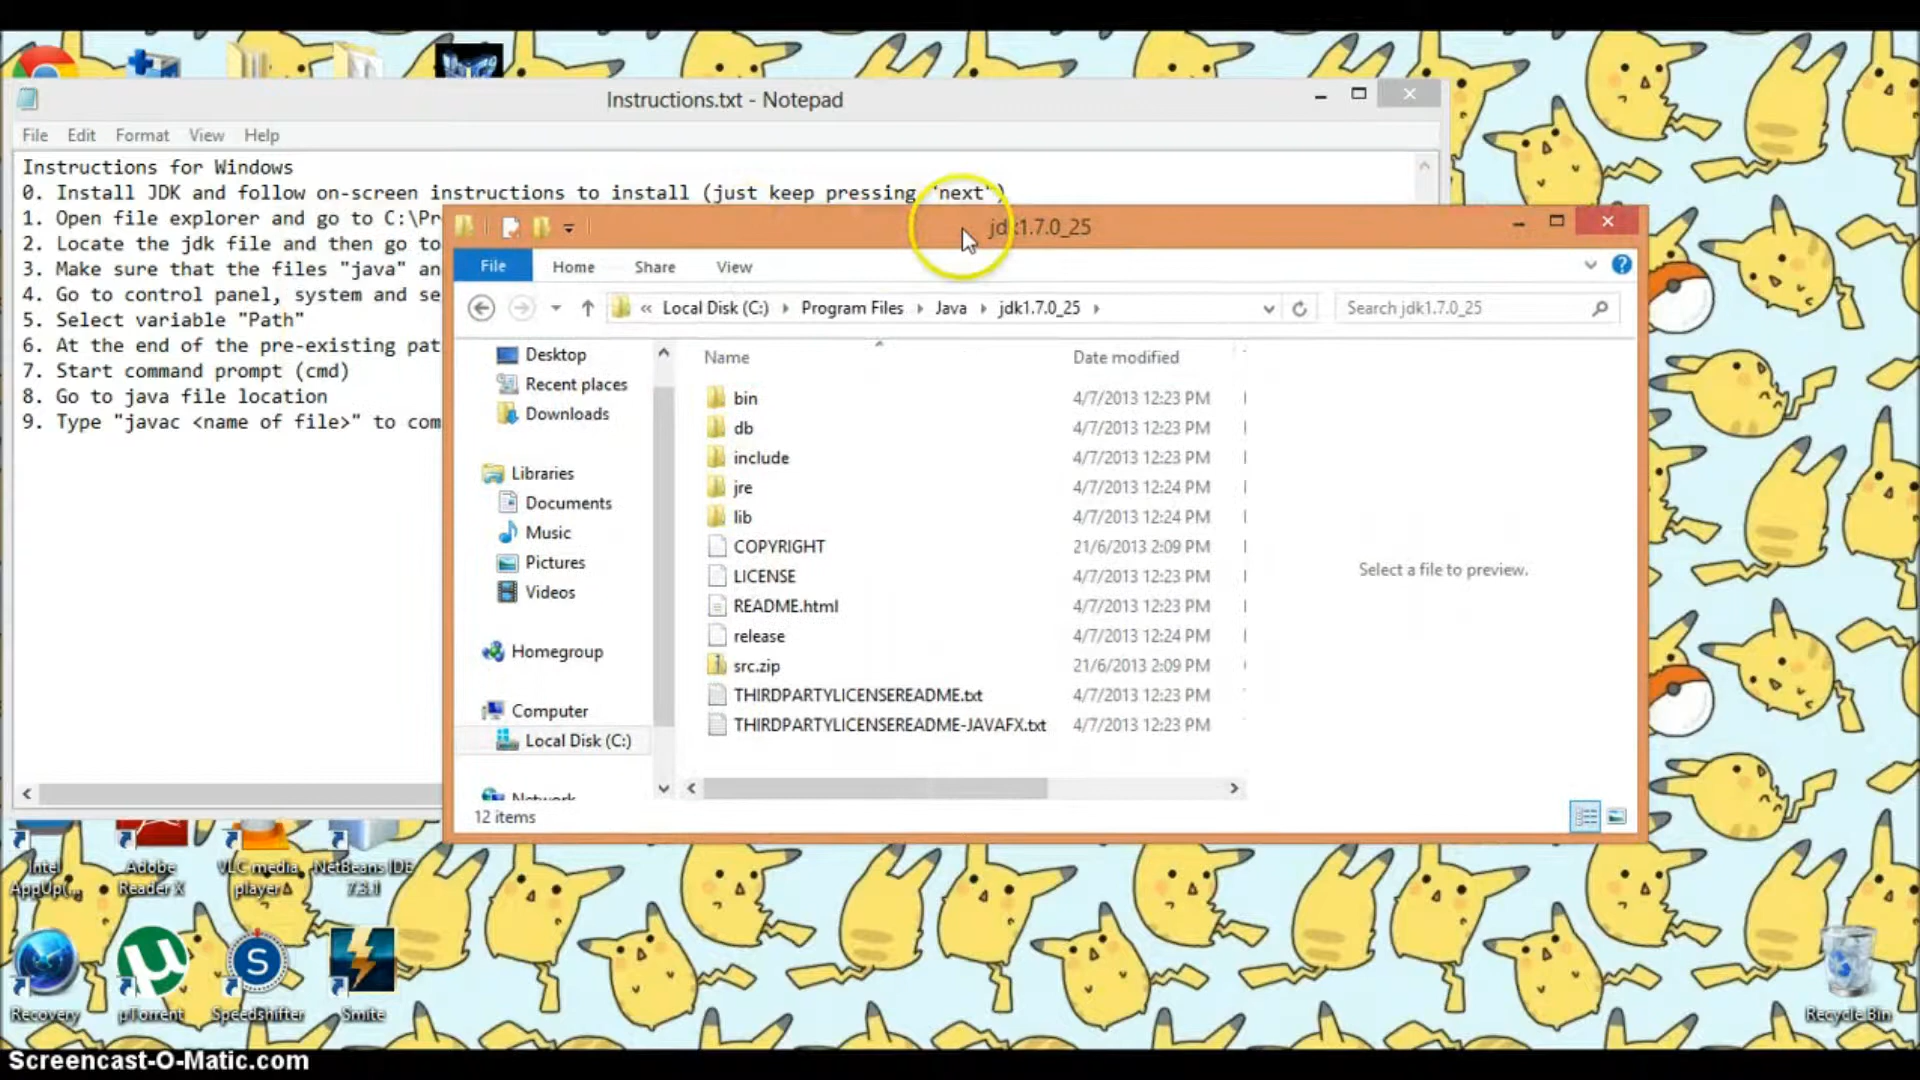 Instructions.txt - Notepad
File Edit Format View Help
Instructions for Windows
0. Install JDK and follow on-screen instructions to install (just keep pressing 'next')
1. Open file explorer and go to C:\Pr
2. Locate the jdk file and then go to
3. Make sure that the files "java" an
4. Go to control panel, system and se
5. Select variable "Path"
6. At the end of the pre-existing pat
7. Start command prompt (cmd)
8. Go to java file location
9. Type "javac <name of file>" to com
jdk1.7.0_25
File Home Share View
« Local Disk (C:) Program Files Java jdk1.7.0_25
Search jdk1.7.0_25
Desktop
Recent places
Downloads
Libraries
Documents
Music
Pictures
Videos
Homegroup
Computer
Local Disk (C:)
Network
Name Date modified
bin 4/7/2013 12:23 PM
db 4/7/2013 12:23 PM
include 4/7/2013 12:23 PM
jre 4/7/2013 12:24 PM
lib 4/7/2013 12:24 PM
COPYRIGHT 21/6/2013 2:09 PM
LICENSE 4/7/2013 12:23 PM
README.html 4/7/2013 12:23 PM
release 4/7/2013 12:24 PM
src.zip 21/6/2013 2:09 PM
THIRDPARTYLICENSEREADME.txt 4/7/2013 12:23 PM
THIRDPARTYLICENSEREADME-JAVAFX.txt 4/7/2013 12:23 PM
Select a file to preview.
12 items
Intel AppUp(...
Adobe Reader X
VLC media player
NetBeans IDE 7.3.1
Recovery
µTorrent
Speedshifter
Smite
Recycle Bin
Screencast-O-Matic.com